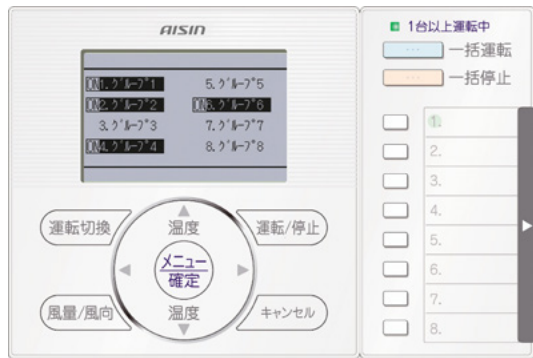 AISIN
ON1.グループ1
5.グループ5
ON2.グループ2
ON6.グループ6
3.グループ3
7.グループ7
ON4.グループ4
8.グループ8
運転切換
温度
運転/停止
メニュー
確定
風量/風向
温度
キャンセル
1台以上運転中
一括運転
一括停止
1.
2.
3.
4.
5.
6.
7.
8.